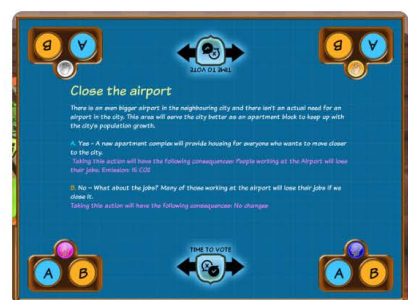 B A
TIME TO VOTE
B A
Close the airport
There is an even bigger airport in the neighbouring city and there isn't an actual need for an
airport in the city. This area will serve the city better as an apartment block to keep up with
the city's population growth.
A. Yes - A new apartment complex will provide housing for everyone who wants to move closer
to the city.
Taking this action will have the following consequences: People working at the Airport will lose
their jobs. Emission: 15 CO2
B. No - What about the jobs? Many of those working at the airport will lose their jobs if we
close it.
Taking this action will have the following consequences: No changes
TIME TO VOTE
A B
A B